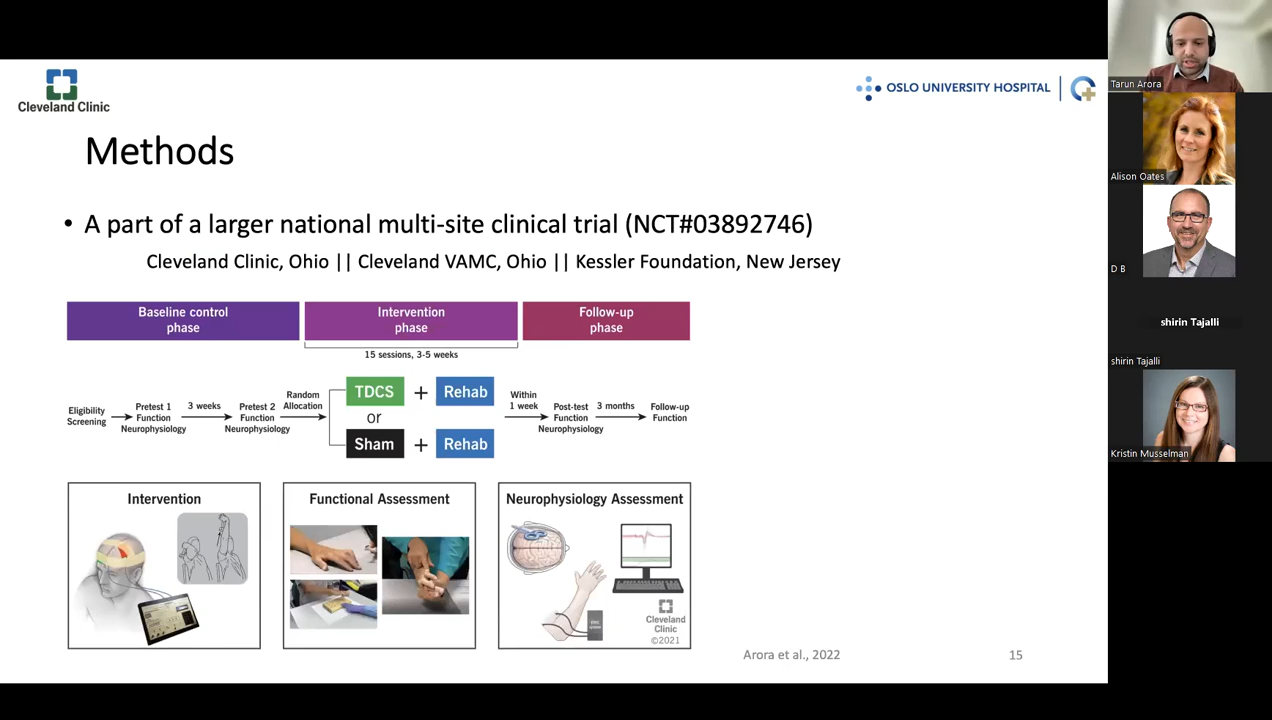 Cleveland Clinic
OSLO UNIVERSITY HOSPITAL
Methods
• A part of a larger national multi-site clinical trial (NCT#03892746)
Cleveland Clinic, Ohio || Cleveland VAMC, Ohio || Kessler Foundation, New Jersey
Baseline control
phase
Intervention
phase
Follow-up
phase
15 sessions, 3-5 weeks
Eligibility
Screening
Pretest 1
Function
Neurophysiology
3 weeks
Pretest 2
Function
Neurophysiology
Random
Allocation
TDCS
+
Rehab
or
Sham
+
Rehab
Within
1 week
Post-test
Function
Neurophysiology
3 months
Follow-up
Function
Intervention
Functional Assessment
Neurophysiology Assessment
Cleveland
Clinic
©2021
Arora et al., 2022
15
Tarun Arora
Alison Oates
D B
shirin Tajalli
shirin Tajalli
Kristin Musselman